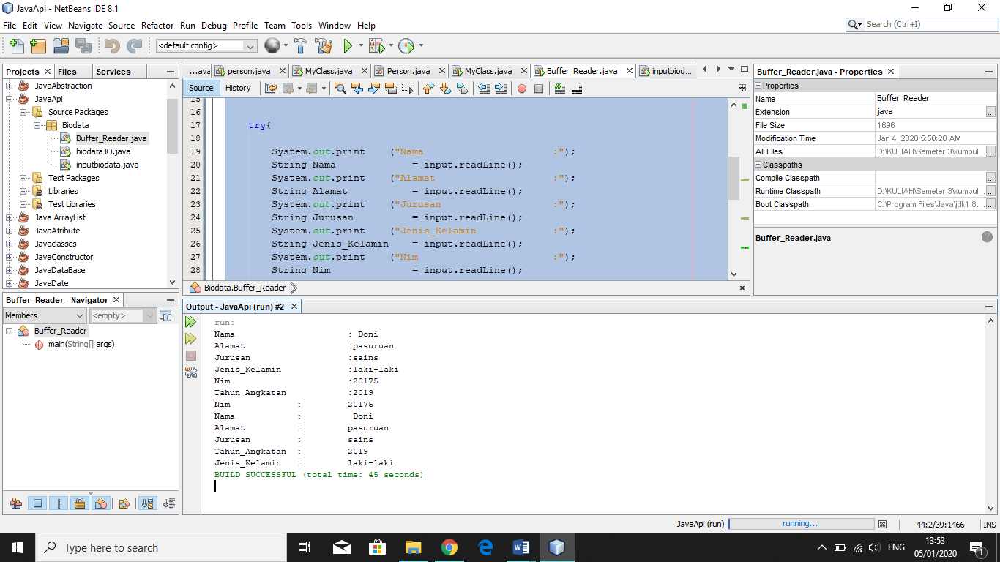 JavaApi - NetBeans IDE 8.1
File Edit View Navigate Source Refactor Run Debug Profile Team Tools Window Help
Search (Ctrl+I)
<default config>
Projects Files Services
JavaAbstraction
JavaApi
Source Packages
Biodata
Buffer_Reader.java
biodataJO.java
inputbiodata.java
Test Packages
Libraries
Test Libraries
Java ArrayList
JavaAtribute
Javaclasses
JavaConstructor
JavaDataBase
JavaDate
...ava person.java MyClass.java Person.java MyClass.java Buffer_Reader.java inputbiod...
Source History
15
16
17 try{
18
19 System.out.print ("Nama :");
20 String Nama = input.readLine();
21 System.out.print ("Alamat :");
22 String Alamat = input.readLine();
23 System.out.print ("Jurusan :");
24 String Jurusan = input.readLine();
25 System.out.print ("Jenis_Kelamin :");
26 String Jenis_Kelamin = input.readLine();
27 System.out.print ("Nim :");
28 String Nim = input.readLine();
Biodata.Buffer_Reader
Buffer_Reader.java - Properties
Properties
Name Buffer_Reader
Extension java ...
File Size 1696
Modification Time Jan 4, 2020 5:50:20 AM
All Files D:\KULIAH\Semeter 3\kumpul... ...
Classpaths
Compile Classpath ...
Runtime Classpath D:\KULIAH\Semeter 3\kumpul... ...
Boot Classpath C:\Program Files\Java\jdk1.8.... ...
Buffer_Reader.java
Buffer_Reader - Navigator
Members <empty>
Buffer_Reader
main(String[] args)
Output - JavaApi (run) #2
run:
Nama : Doni
Alamat :pasuruan
Jurusan :sains
Jenis_Kelamin :laki-laki
Nim :20175
Tahun_Angkatan :2019
Nim : 20175
Nama : Doni
Alamat : pasuruan
Jurusan : sains
Tahun_Angkatan : 2019
Jenis_Kelamin : laki-laki
BUILD SUCCESSFUL (total time: 45 seconds)
JavaApi (run) running... 44:2/39:1466 INS
Type here to search
ENG
13:53
05/01/2020
1